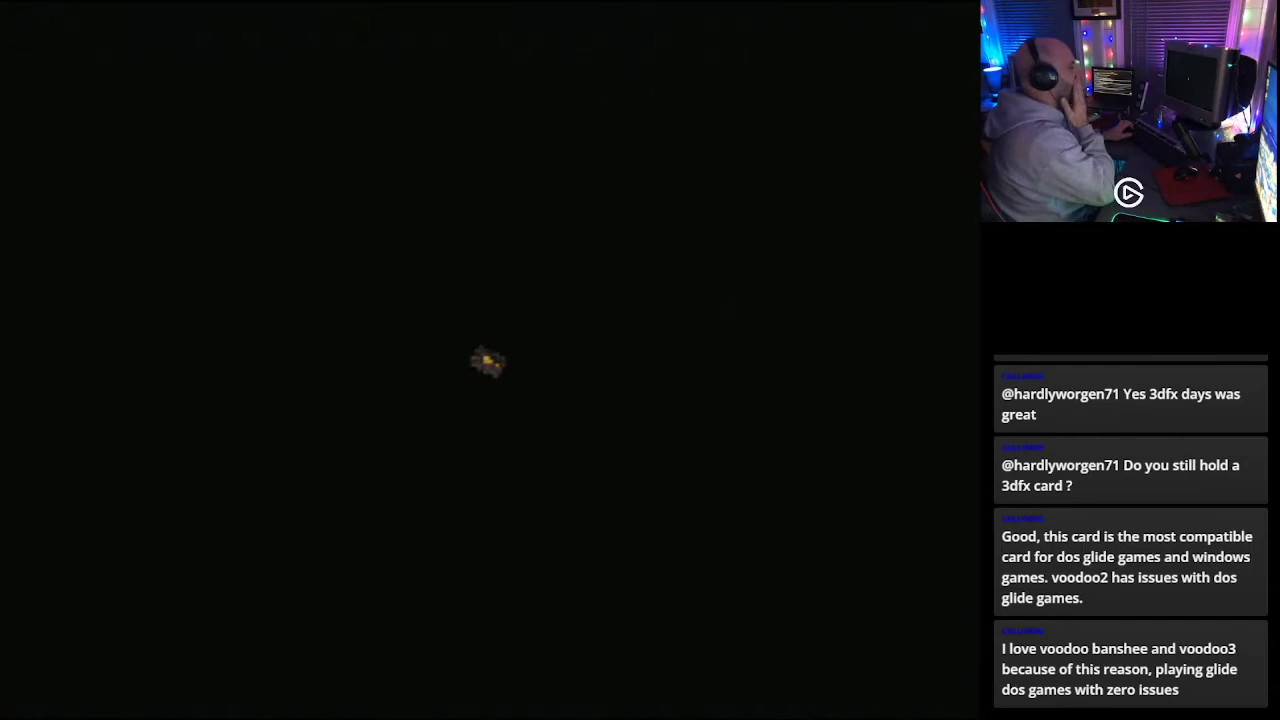 @hardlyworgen71 Yes 3dfx days was
great
@hardlyworgen71 Do you still hold a
3dfx card ?
Good, this card is the most compatible
card for dos glide games and windows
games. voodoo2 has issues with dos
glide games.
I love voodoo banshee and voodoo3
because of this reason, playing glide
dos games with zero issues